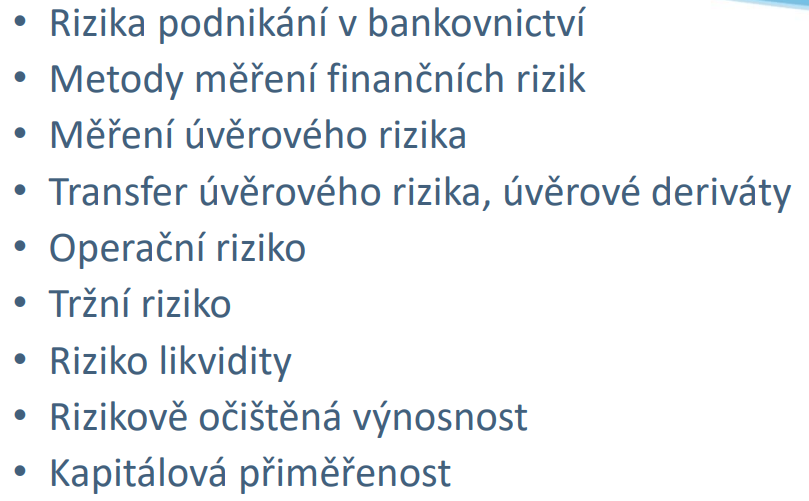 • Rizika podnikání v bankovnictví
• Metody měření finančních rizik
• Měření úvěrového rizika
• Transfer úvěrového rizika, úvěrové deriváty
• Operační riziko
• Tržní riziko
• Riziko likvidity
• Rizikově očištěná výnosnost
• Kapitálová přiměřenost